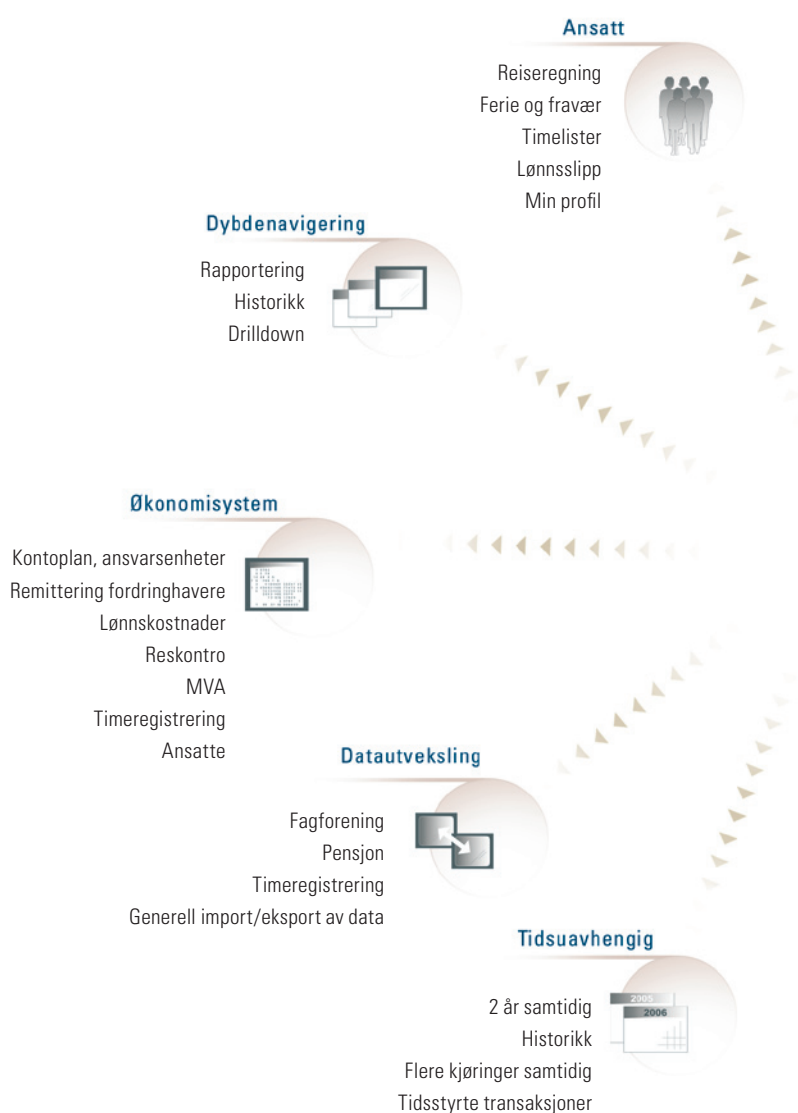 Ansatt
Reiseregning
Ferie og fravær
Timelister
Lønnsslipp
Min profil
Dybdenavigering
Rapportering
Historikk
Drilldown
Økonomisystem
Kontoplan, ansvarsenheter
Remittering fordringhavere
Lønnskostnader
Reskontro
MVA
Timeregistrering
Ansatte
Datautveksling
Fagforening
Pensjon
Timeregistrering
Generell import/eksport av data
Tidsuavhengig
2005
2006
2 år samtidig
Historikk
Flere kjøringer samtidig
Tidsstyrte transaksjoner